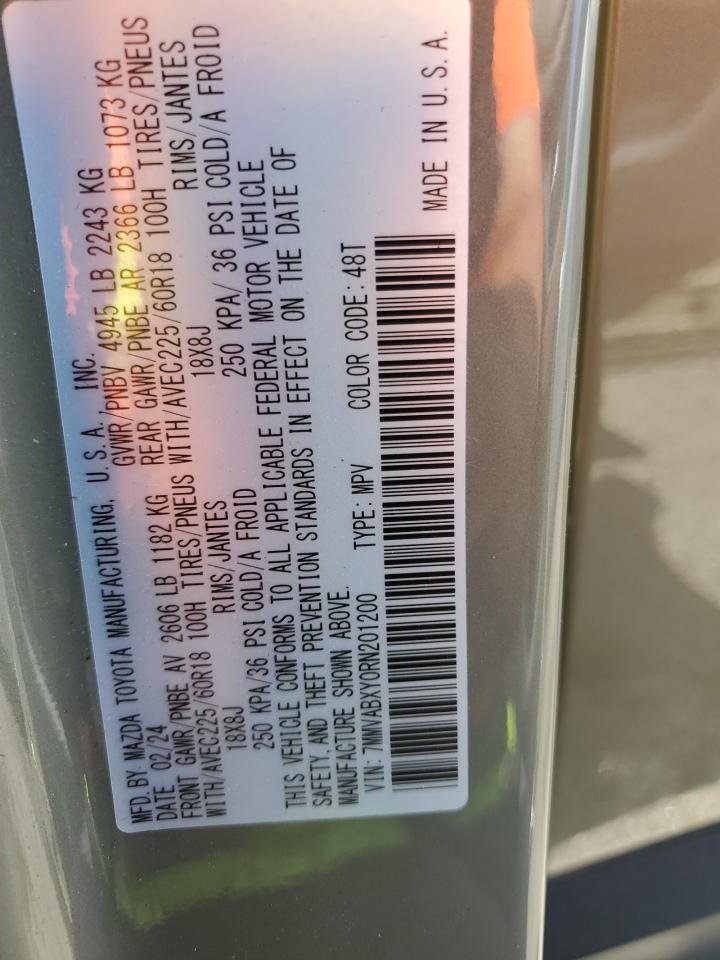 MFD. BY MAZDA TOYOTA MANUFACTURING, U.S.A., INC.
DATE 02/24 GVWR/PNBV 4945 LB 2243 KG
FRONT GAWR/PNBE AV 2606 LB 1182 KG REAR GAWR/PNBE AR 2366 LB 1073 KG
WITH/AVEC225/60R18 100H TIRES/PNEUS WITH/AVEC225/60R18 100H TIRES/PNEUS
18X8J RIMS/JANTES 18X8J RIMS/JANTES
250 KPA/36 PSI COLD/A FROID 250 KPA/ 36 PSI COLD/A FROID
THIS VEHICLE CONFORMS TO ALL APPLICABLE FEDERAL MOTOR VEHICLE
SAFETY, AND THEFT PREVENTION STANDARDS IN EFFECT ON THE DATE OF
MANUFACTURE SHOWN ABOVE.
VIN: 7MMVABXY0RN201200 TYPE: MPV COLOR CODE: 48T
MADE IN U.S.A.